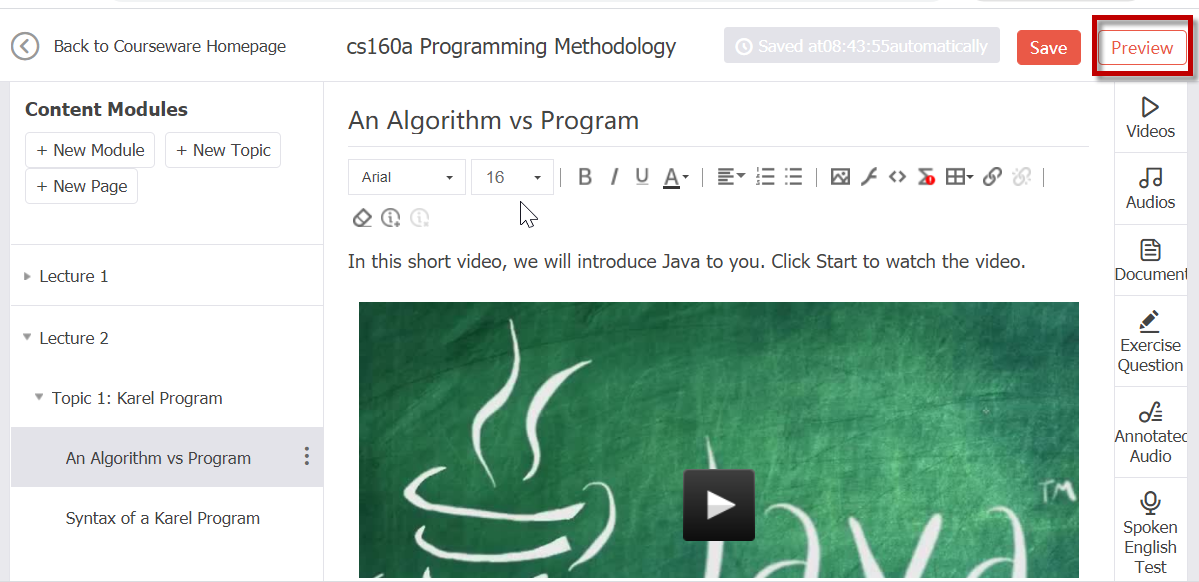 Back to Courseware Homepage
cs160a Programming Methodology
Saved at08:43:55automatically
Save
Preview
Content Modules
+ New Module
+ New Topic
+ New Page
Lecture 1
Lecture 2
Topic 1: Karel Program
An Algorithm vs Program
Syntax of a Karel Program
An Algorithm vs Program
Arial
16
B I U A
In this short video, we will introduce Java to you. Click Start to watch the video.
Java
TM
Videos
Audios
Document
Exercise
Question
Annotated
Audio
Spoken
English
Test